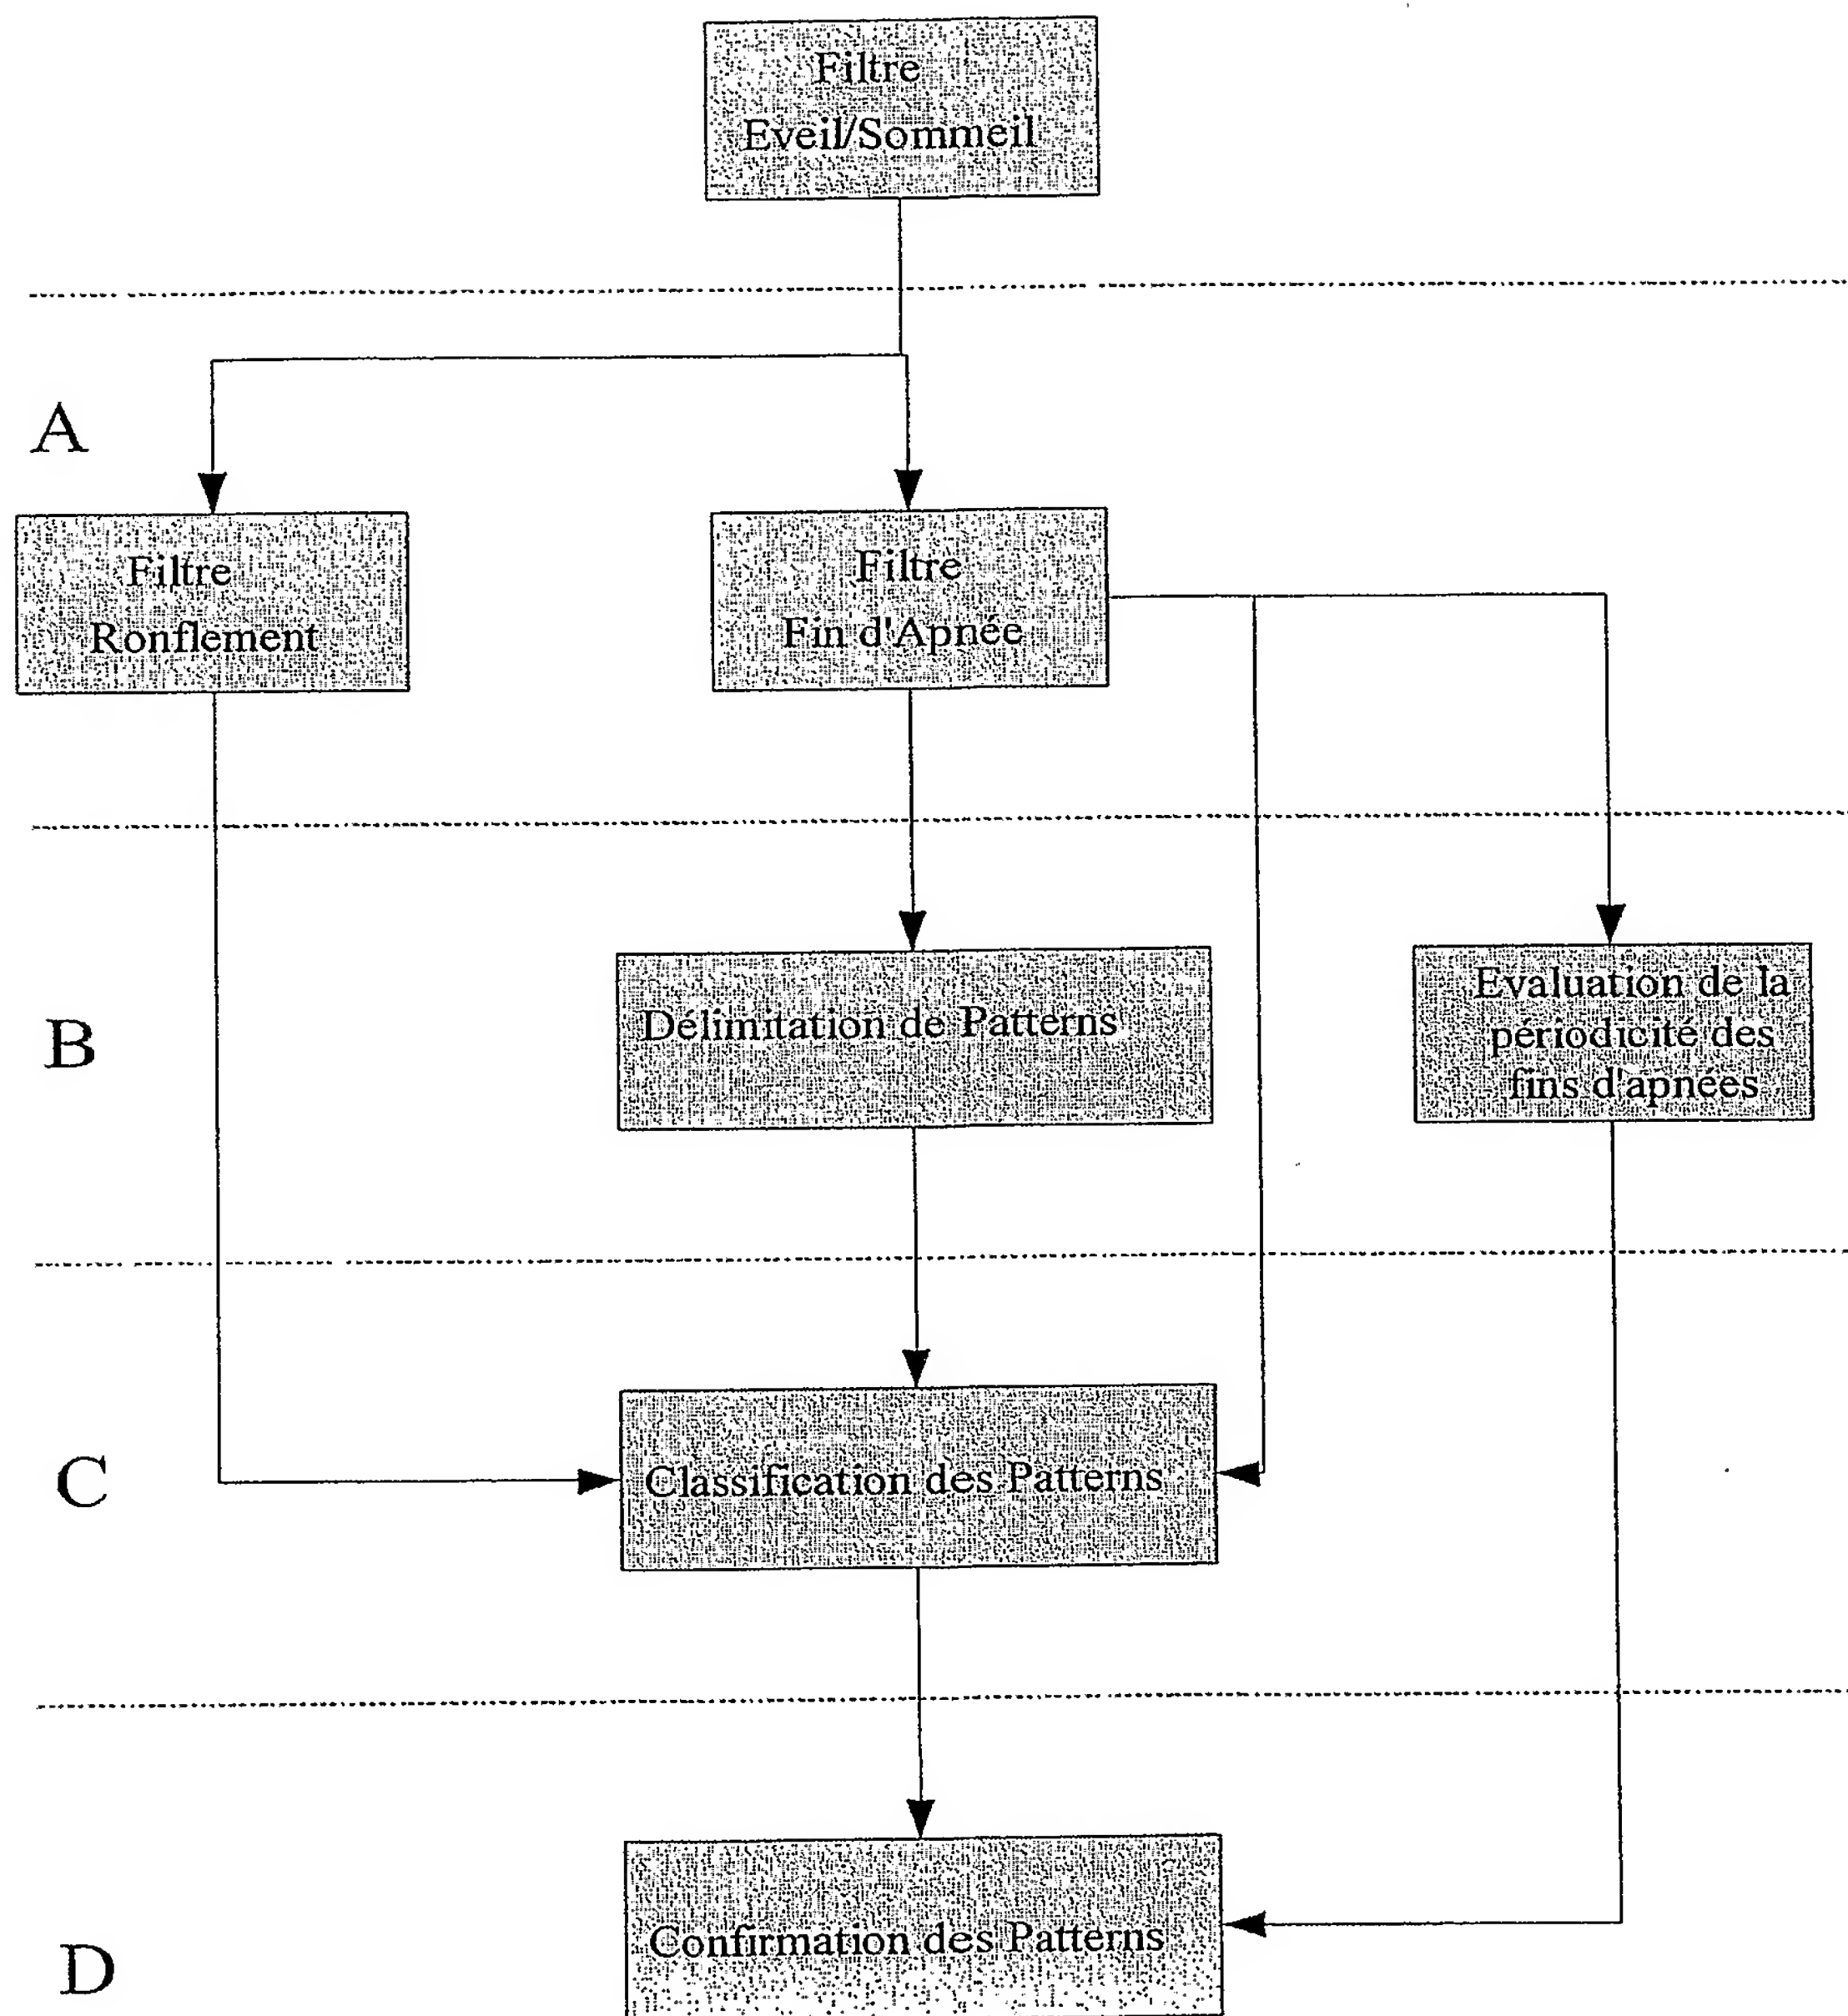 Filtre
Eveil/Sommeil
A
Filtre
Ronflement
Filtre
Fin d'Apnée
B
Délimitation de Patterns
Evaluation de la
périodicité des
fins d'apnées
C
Classification des Patterns
D
Confirmation des Patterns